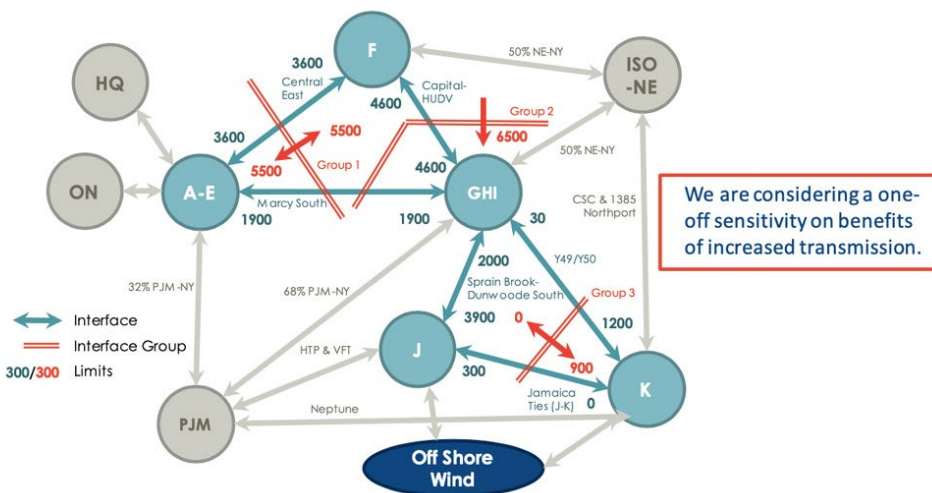 F
50% NE-NY
ISO
-NE
HQ
3600
Central
East
4600
Capital-
HUDV
Group 2
3600
5500
6500
5500
Group 1
4600
50% NE-NY
ON
A-E
GHI
1900
Marcy South
1900
30
CSC & 1385
Northport
We are considering a one-
off sensitivity on benefits
of increased transmission.
2000
Y49/Y50
32% PJM -NY
68% PJM -NY
Sprain Brook-
Dunwoode South
Group 3
Interface
3900
0
1200
Interface Group
HTP & VFT
J
300
900
300/300 Limits
Jamaica
Ties (J-K)
0
K
PJM
Neptune
Off Shore
Wind